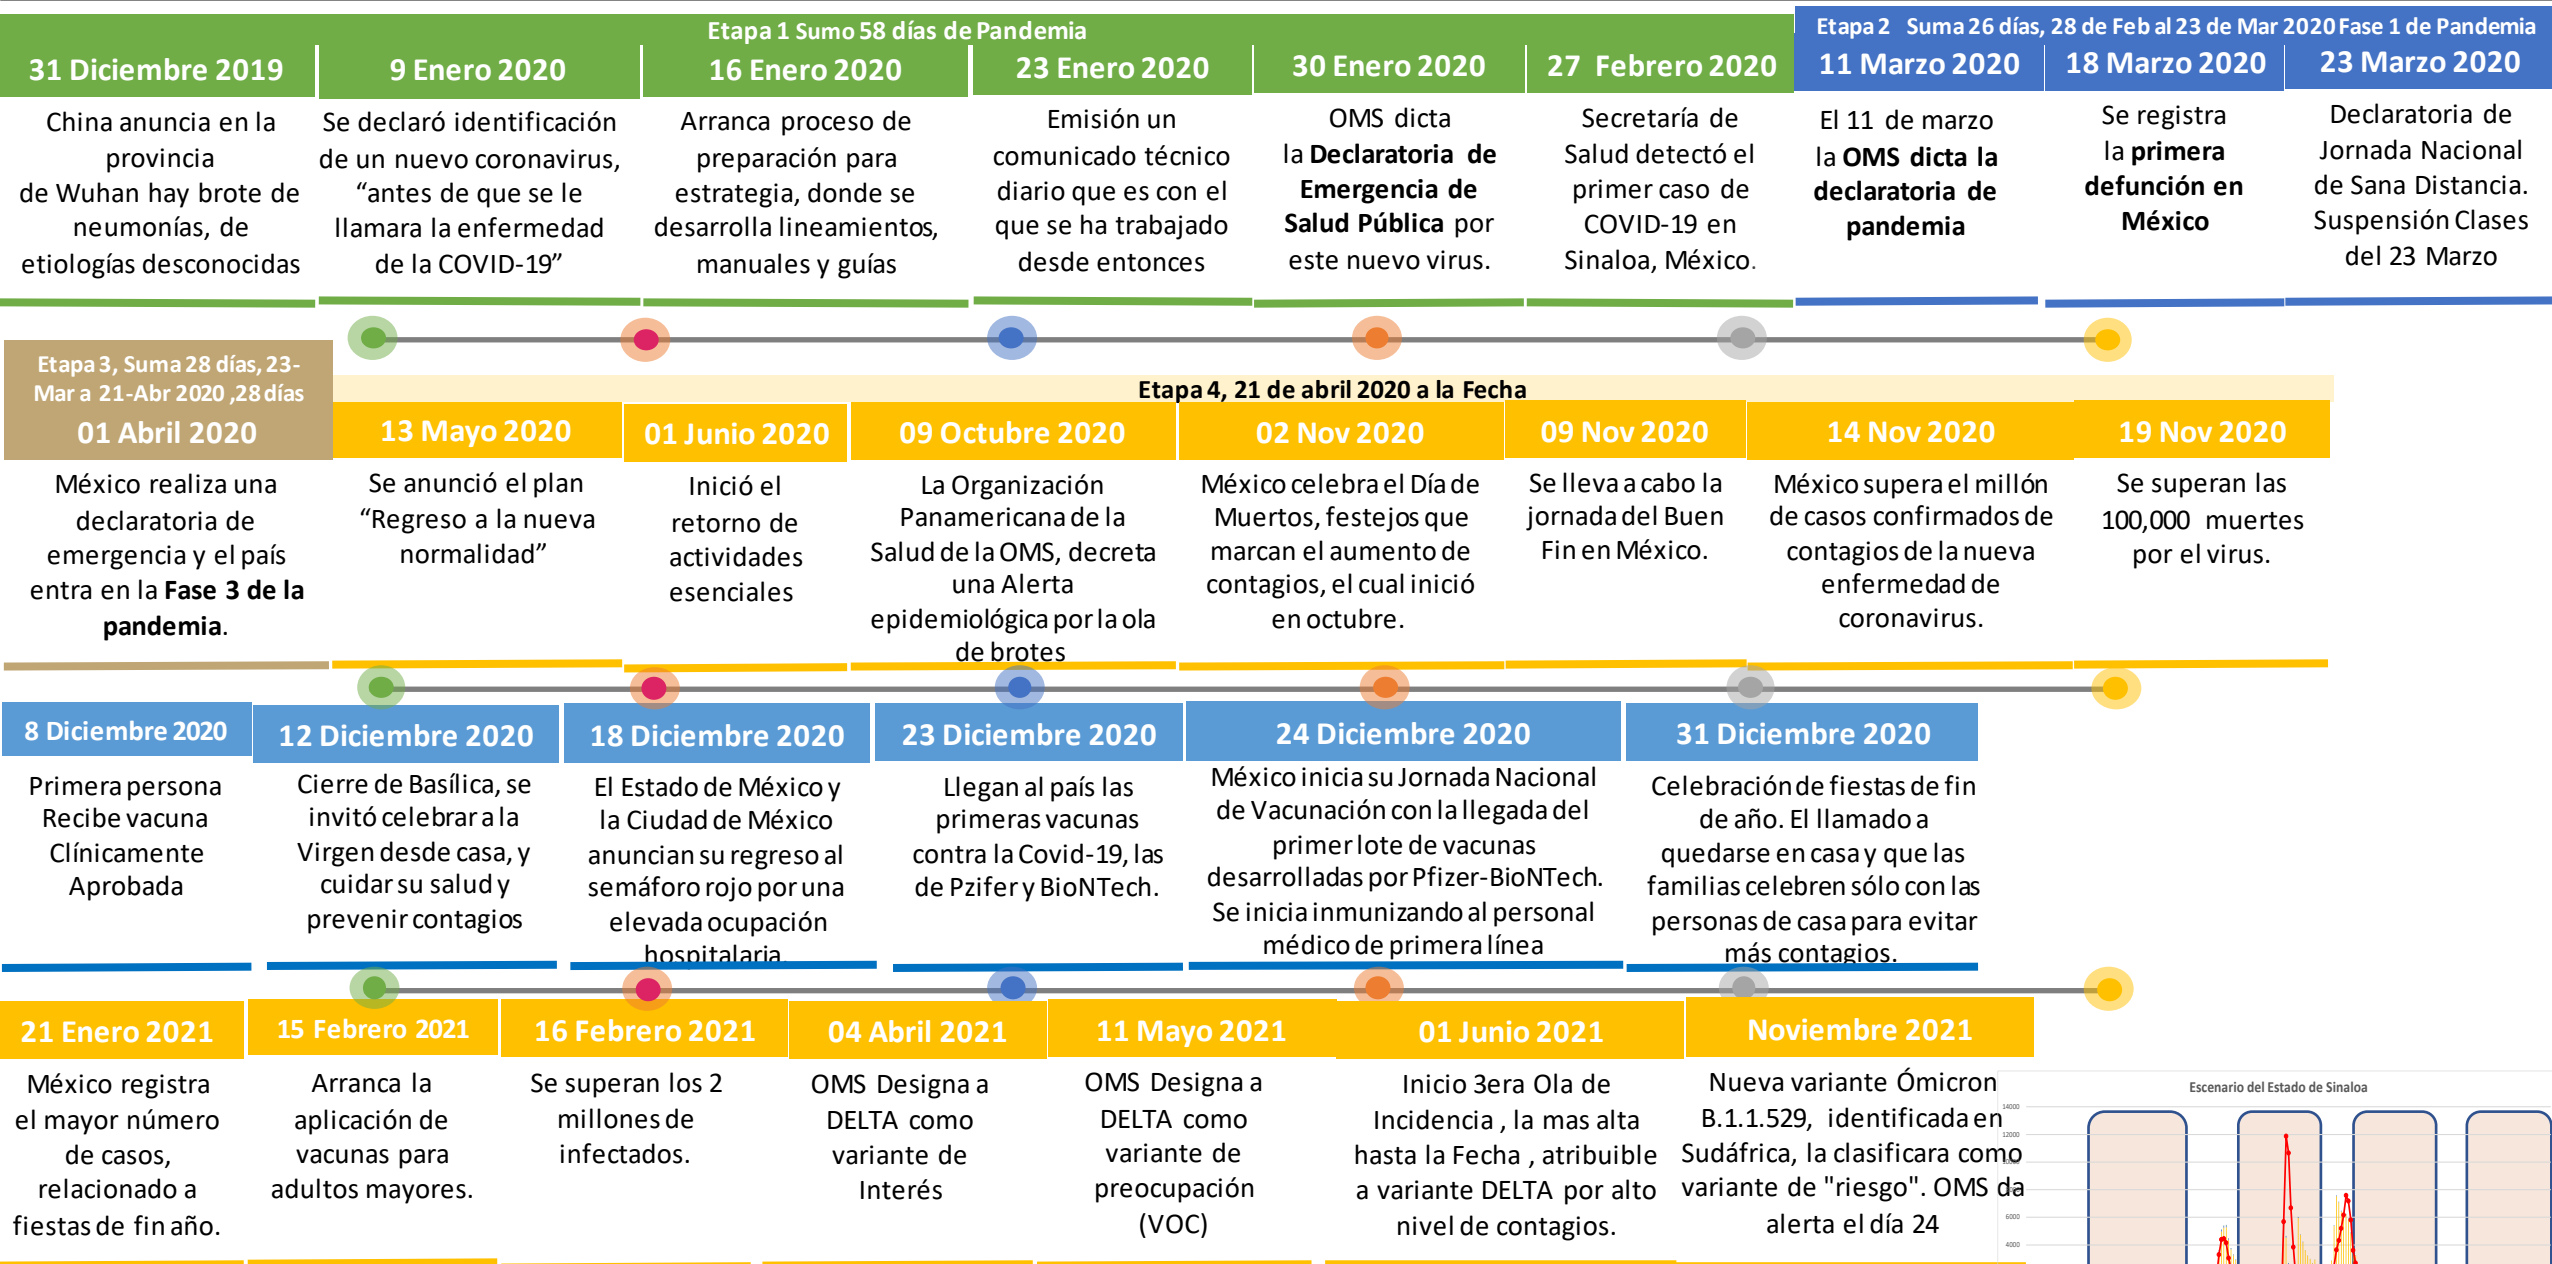 Etapa 1 Sumo 58 días de Pandemia
Etapa 2 Suma 26 días, 28 de Feb al 23 de Mar 2020 Fase 1 de Pandemia
31 Diciembre 2019
China anuncia en la
provincia
de Wuhan hay brote de
neumonías, de
etiologías desconocidas
9 Enero 2020
Se declaró identificación
de un nuevo coronavirus,
“antes de que se le
llamara la enfermedad
de la COVID-19”
16 Enero 2020
Arranca proceso de
preparación para
estrategia, donde se
desarrolla lineamientos,
manuales y guías
23 Enero 2020
Emisión un
comunicado técnico
diario que es con el
que se ha trabajado
desde entonces
30 Enero 2020
OMS dicta
la Declaratoria de
Emergencia de
Salud Pública por
este nuevo virus.
27 Febrero 2020
Secretaría de
Salud detectó el
primer caso de
COVID-19 en
Sinaloa, México.
11 Marzo 2020
El 11 de marzo
la OMS dicta la
declaratoria de
pandemia
18 Marzo 2020
Se registra
la primera
defunción en
México
23 Marzo 2020
Declaratoria de
Jornada Nacional
de Sana Distancia.
Suspensión Clases
del 23 Marzo
Etapa 3, Suma 28 días, 23-
Mar a 21-Abr 2020 ,28 días
01 Abril 2020
México realiza una
declaratoria de
emergencia y el país
entra en la Fase 3 de la
pandemia.
Etapa 4, 21 de abril 2020 a la Fecha
13 Mayo 2020
Se anunció el plan
“Regreso a la nueva
normalidad”
01 Junio 2020
Inició el
retorno de
actividades
esenciales
09 Octubre 2020
La Organización
Panamericana de la
Salud de la OMS, decreta
una Alerta
epidemiológica por la ola
de brotes
02 Nov 2020
México celebra el Día de
Muertos, festejos que
marcan el aumento de
contagios, el cual inició
en octubre.
09 Nov 2020
Se lleva a cabo la
jornada del Buen
Fin en México.
14 Nov 2020
México supera el millón
de casos confirmados de
contagios de la nueva
enfermedad de
coronavirus.
19 Nov 2020
Se superan las
100,000 muertes
por el virus.
8 Diciembre 2020
Primera persona
Recibe vacuna
Clínicamente
Aprobada
12 Diciembre 2020
Cierre de Basílica, se
invitó celebrar a la
Virgen desde casa, y
cuidar su salud y
prevenir contagios
18 Diciembre 2020
El Estado de México y
la Ciudad de México
anuncian su regreso al
semáforo rojo por una
elevada ocupación
hospitalaria.
23 Diciembre 2020
Llegan al país las
primeras vacunas
contra la Covid-19, las
de Pzifer y BioNTech.
24 Diciembre 2020
México inicia su Jornada Nacional
de Vacunación con la llegada del
primer lote de vacunas
desarrolladas por Pfizer-BioNTech.
Se inicia inmunizando al personal
médico de primera línea
31 Diciembre 2020
Celebración de fiestas de fin
de año. El llamado a
quedarse en casa y que las
familias celebren sólo con las
personas de casa para evitar
más contagios.
21 Enero 2021
México registra
el mayor número
de casos,
relacionado a
fiestas de fin año.
15 Febrero 2021
Arranca la
aplicación de
vacunas para
adultos mayores.
16 Febrero 2021
Se superan los 2
millones de
infectados.
04 Abril 2021
OMS Designa a
DELTA como
variante de
Interés
11 Mayo 2021
OMS Designa a
DELTA como
variante de
preocupación
(VOC)
01 Junio 2021
Inicio 3era Ola de
Incidencia , la mas alta
hasta la Fecha , atribuible
a variante DELTA por alto
nivel de contagios.
Noviembre 2021
Nueva variante Ómicron
B.1.1.529, identificada en
Sudáfrica, la clasificara como
variante de "riesgo". OMS da
alerta el día 24
Escenario del Estado de Sinaloa
14000
12000
6000
4000